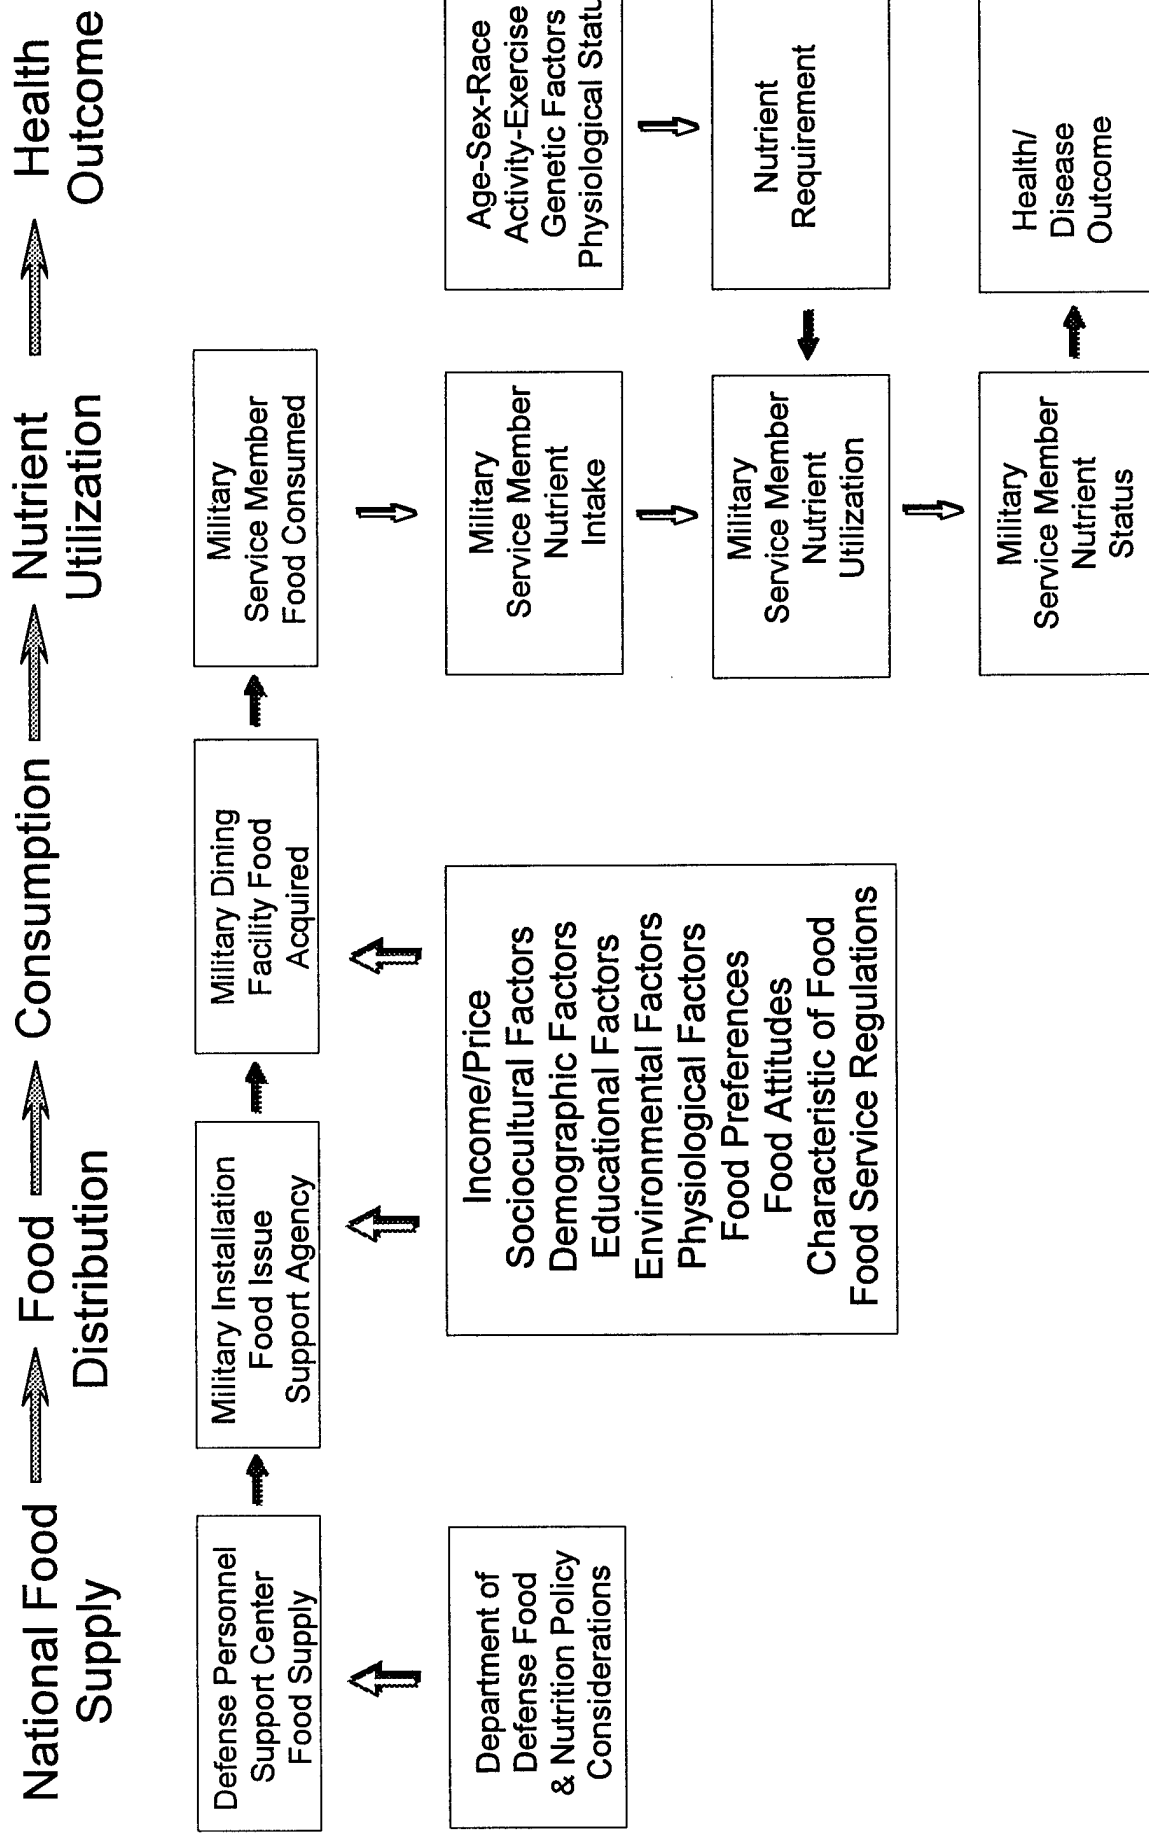 National Food
Supply
Food
Distribution
Consumption
Nutrient
Utilization
Health
Outcome
Defense Personnel
Support Center
Food Supply
Military Installation
Food Issue
Support Agency
Military Dining
Facility Food
Acquired
Military
Service Member
Food Consumed
Department of
Defense Food
& Nutrition Policy
Considerations
Income/Price
Sociocultural Factors
Demographic Factors
Educational Factors
Environmental Factors
Physiological Factors
Food Preferences
Food Attitudes
Characteristic of Food
Food Service Regulations
Military
Service Member
Nutrient
Intake
Age-Sex-Race
Activity-Exercise
Genetic Factors
Physiological Statu
Military
Service Member
Nutrient
Utilization
Nutrient
Requirement
Military
Service Member
Nutrient
Status
Health/
Disease
Outcome